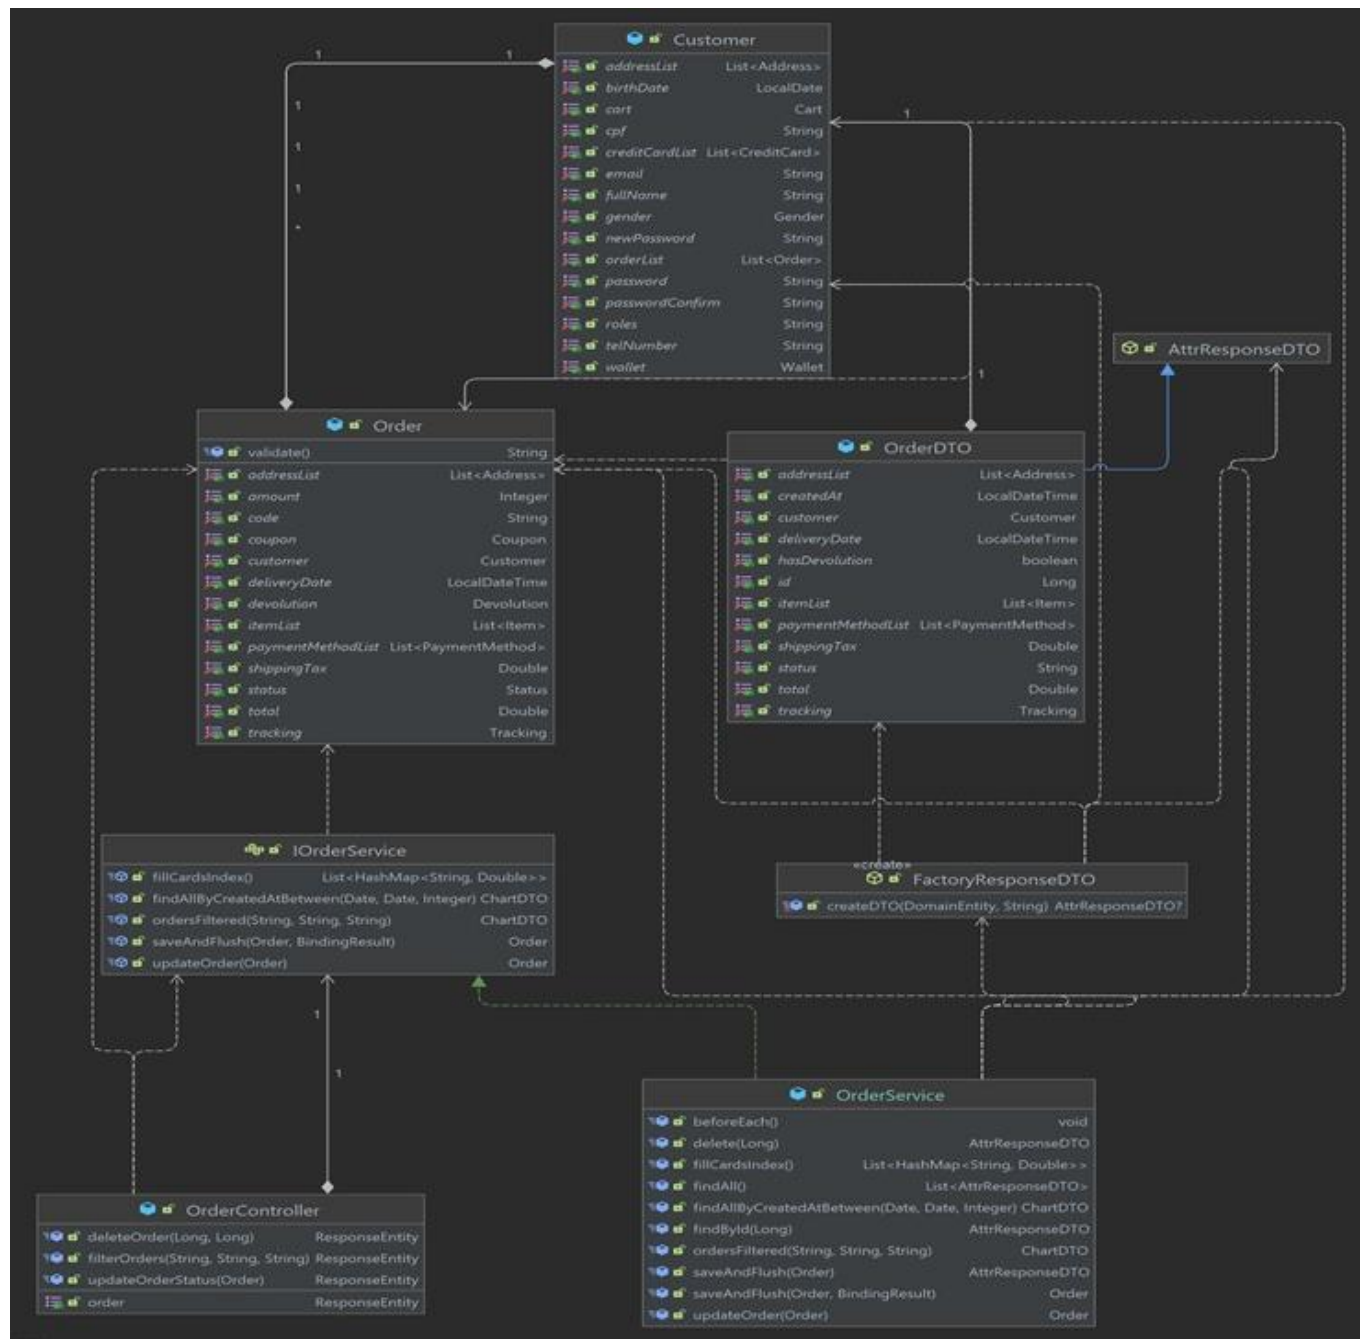 Customer
addressList List<Address>
birthDate LocalDate
cart Cart
cpf String
creditCardList List<CreditCard>
email String
fullName String
gender Gender
newPassword String
orderList List<Order>
password String
passwordConfirm String
roles String
telNumber String
wallet Wallet
1 1
1
1
1
*
1
1
AttrResponseDTO
Order
validate() String
addressList List<Address>
amount Integer
code String
coupon Coupon
customer Customer
deliveryDate LocalDateTime
devolution Devolution
itemList List<Item>
paymentMethodList List<PaymentMethod>
shippingTax Double
status Status
total Double
tracking Tracking
OrderDTO
addressList List<Address>
createdAt LocalDateTime
customer Customer
deliveryDate LocalDateTime
hasDevolution boolean
id Long
itemList List<Item>
paymentMethodList List<PaymentMethod>
shippingTax Double
status String
total Double
tracking Tracking
IOrderService
fillCardsIndex() List<HashMap<String, Double>>
findAllByCreatedAtBetween(Date, Date, Integer) ChartDTO
ordersFiltered(String, String, String) ChartDTO
saveAndFlush(Order, BindingResult) Order
updateOrder(Order) Order
«create»
FactoryResponseDTO
createDTO(DomainEntity, String) AttrResponseDTO?
1
1
OrderController
deleteOrder(Long, Long) ResponseEntity
filterOrders(String, String, String) ResponseEntity
updateOrderStatus(Order) ResponseEntity
order ResponseEntity
OrderService
beforeEach() void
delete(Long) AttrResponseDTO
fillCardsIndex() List<HashMap<String, Double>>
findAll() List<AttrResponseDTO>
findAllByCreatedAtBetween(Date, Date, Integer) ChartDTO
findById(Long) AttrResponseDTO
ordersFiltered(String, String, String) ChartDTO
saveAndFlush(Order) AttrResponseDTO
saveAndFlush(Order, BindingResult) Order
updateOrder(Order) Order